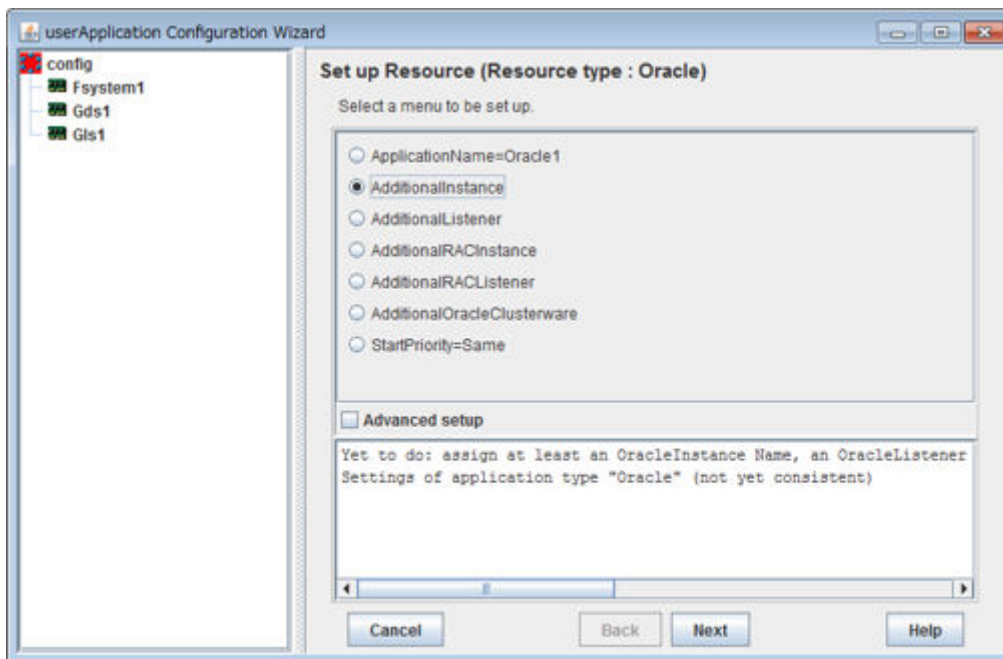 userApplication Configuration Wizard
config
Fsystem1
Gds1
Gls1
Set up Resource (Resource type : Oracle)
Select a menu to be set up.
ApplicationName=Oracle1
AdditionalInstance
AdditionalListener
AdditionalRACInstance
AdditionalRACListener
AdditionalOracleClusterware
StartPriority=Same
Advanced setup
Yet to do: assign at least an OracleInstance Name, an OracleListener
Settings of application type "Oracle" (not yet consistent)
Cancel
Back
Next
Help